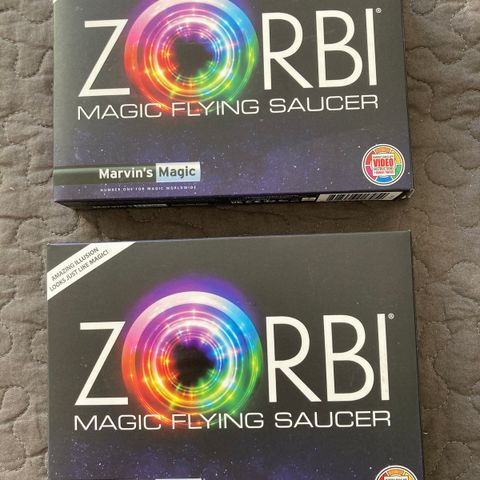 ZORBI®
MAGIC FLYING SAUCER
Marvin's Magic
NUMBER ONE FOR MAGIC WORLDWIDE
VIDEO
AMAZING ILLUSION
LOOKS JUST LIKE MAGIC!
ZORBI®
MAGIC FLYING SAUCER